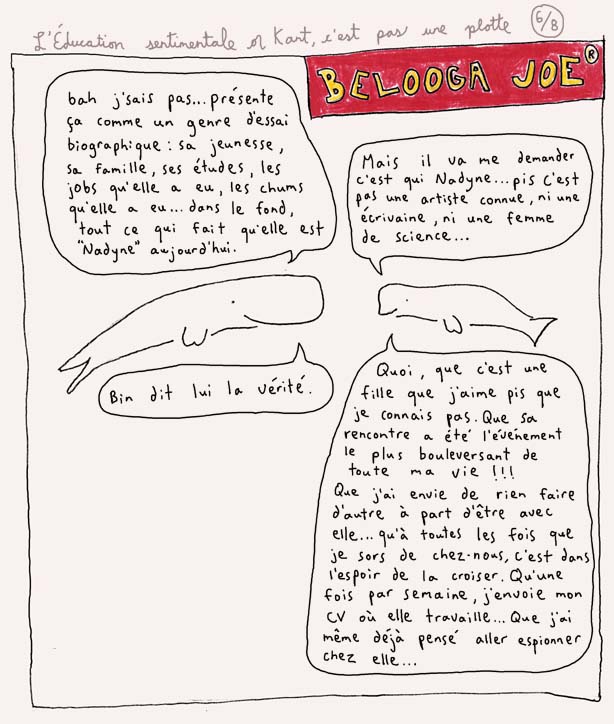 L'Éducation sentimentale of Kant, c'est pas une plotte 6/8
BELOOGA JOE ®
bah j'sais pas... présente
ça comme un genre d'essai
biographique : sa jeunesse,
sa famille, ses études, les
jobs qu'elle a eu, les chums
qu'elle a eu... dans le fond,
tout ce qui fait qu'elle est
"Nadyne" aujourd'hui.
Mais il va me demander
c'est qui Nadyne... pis c'est
pas une artiste connue, ni une
écrivaine, ni une femme
de science...
Bin dit lui la vérité.
Quoi, que c'est une
fille que j'aime pis que
je connais pas. Que sa
rencontre a été l'événement
le plus bouleversant de
toute ma vie !!!
Que j'ai envie de rien faire
d'autre à part d'être avec
elle... qu'à toutes les fois que
je sors de chez-nous, c'est dans
l'espoir de la croiser. Qu'une
fois par semaine, j'envoie mon
CV où elle travaille... Que j'ai
même déjà pensé aller espionner
chez elle...